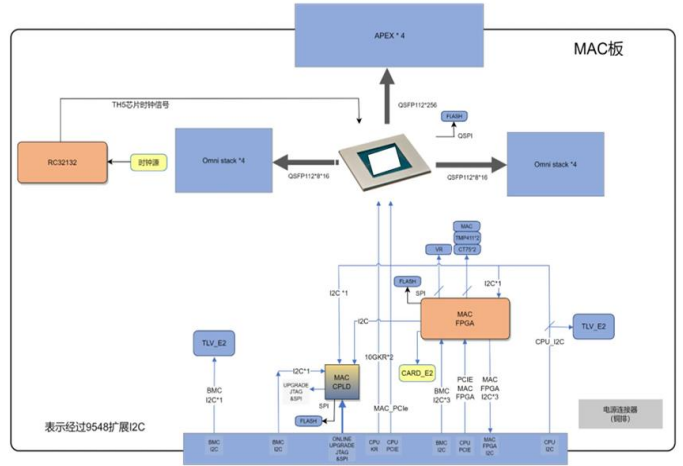 APEX * 4
MAC板
TH5芯片时钟信号
QSFP112*256
FLASH
QSPI
RC32132
时钟源
Omni stack *4
QSFP112*8*16
QSFP112*8*16
Omni stack *4
MAC
TMP411*2
CT75*2
VR
FLASH
SPI
I2C *1
I2C*1
I2C
MAC
FPGA
TLV_E2
TLV_E2
CPU_I2C
10GKR*2
CARD_E2
I2C*1
MAC
CPLD
UPGRADE
JTAG
&SPI
SPI
FLASH
BMC
I2C*1
BMC
I2C*3
PCIE
MAC
FPGA
MAC
FPGA
I2C*3
MAC_PCIe
电源连接器
(铜排)
表示经过9548扩展I2C
BMC
I2C
BMC
I2C
ONLINE
UPGRADE
JTAG
&SPI
CPU
KR
CPU
PCIE
BMC
I2C
CPU
PCIE
MAC
FPGA
I2C
CPU
I2C